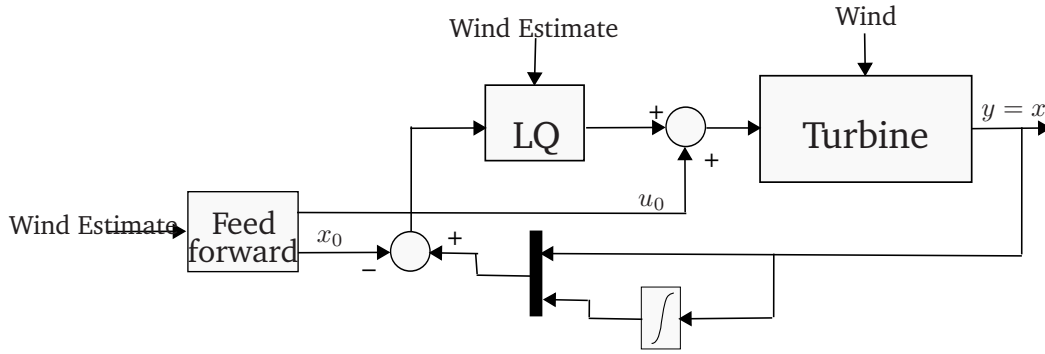 Wind Estimate
Wind
LQ
+
+
Turbine
y = x
Wind Estimate
Feed
forward
u₀
x₀
−
+
∫